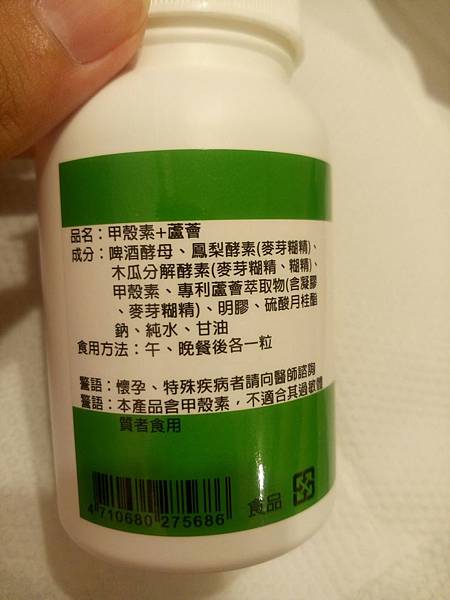 品名：甲殼素+蘆薈
成分：啤酒酵母、鳳梨酵素(麥芽糊精)、
木瓜分解酵素(麥芽糊精、糊精)、
甲殼素、專利蘆薈萃取物(含凝膠
、麥芽糊精)、明膠、硫酸月桂酯
鈉、純水、甘油
食用方法：午、晚餐後各一粒
警語：懷孕、特殊疾病者請向醫師諮詢
警語：本產品含甲殼素，不適合其過敏體
質者食用
4 710680 275686
食品